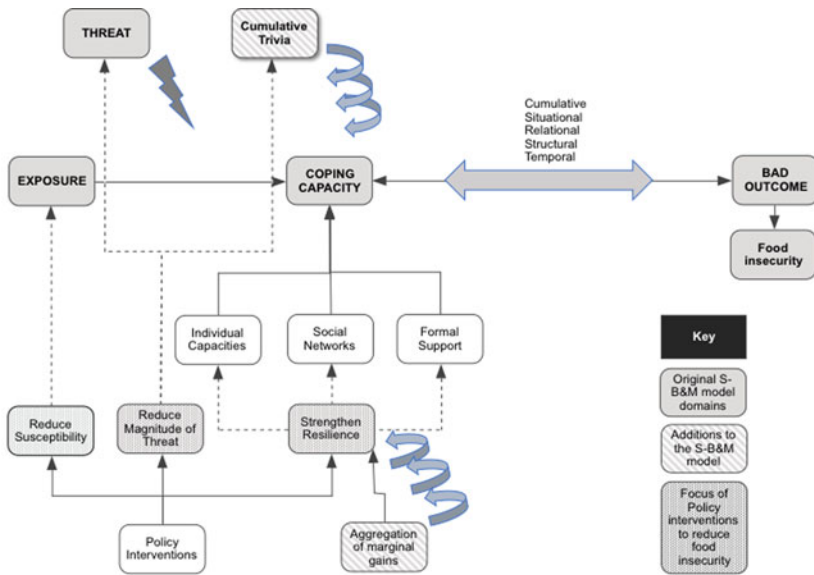 THREAT
Cumulative
Trivia
Cumulative
Situational
Relational
Structural
Temporal
EXPOSURE
COPING
CAPACITY
BAD
OUTCOME
Food
insecurity
Individual
Capacities
Social
Networks
Formal
Support
Key
Original S-
B&M model
domains
Reduce
Susceptibility
Reduce
Magnitude of
Threat
Strengthen
Resilience
Additions to
the S-B&M
model
Policy
Interventions
Aggregation
of marginal
gains
Focus of
Policy
interventions
to reduce
food
insecurity